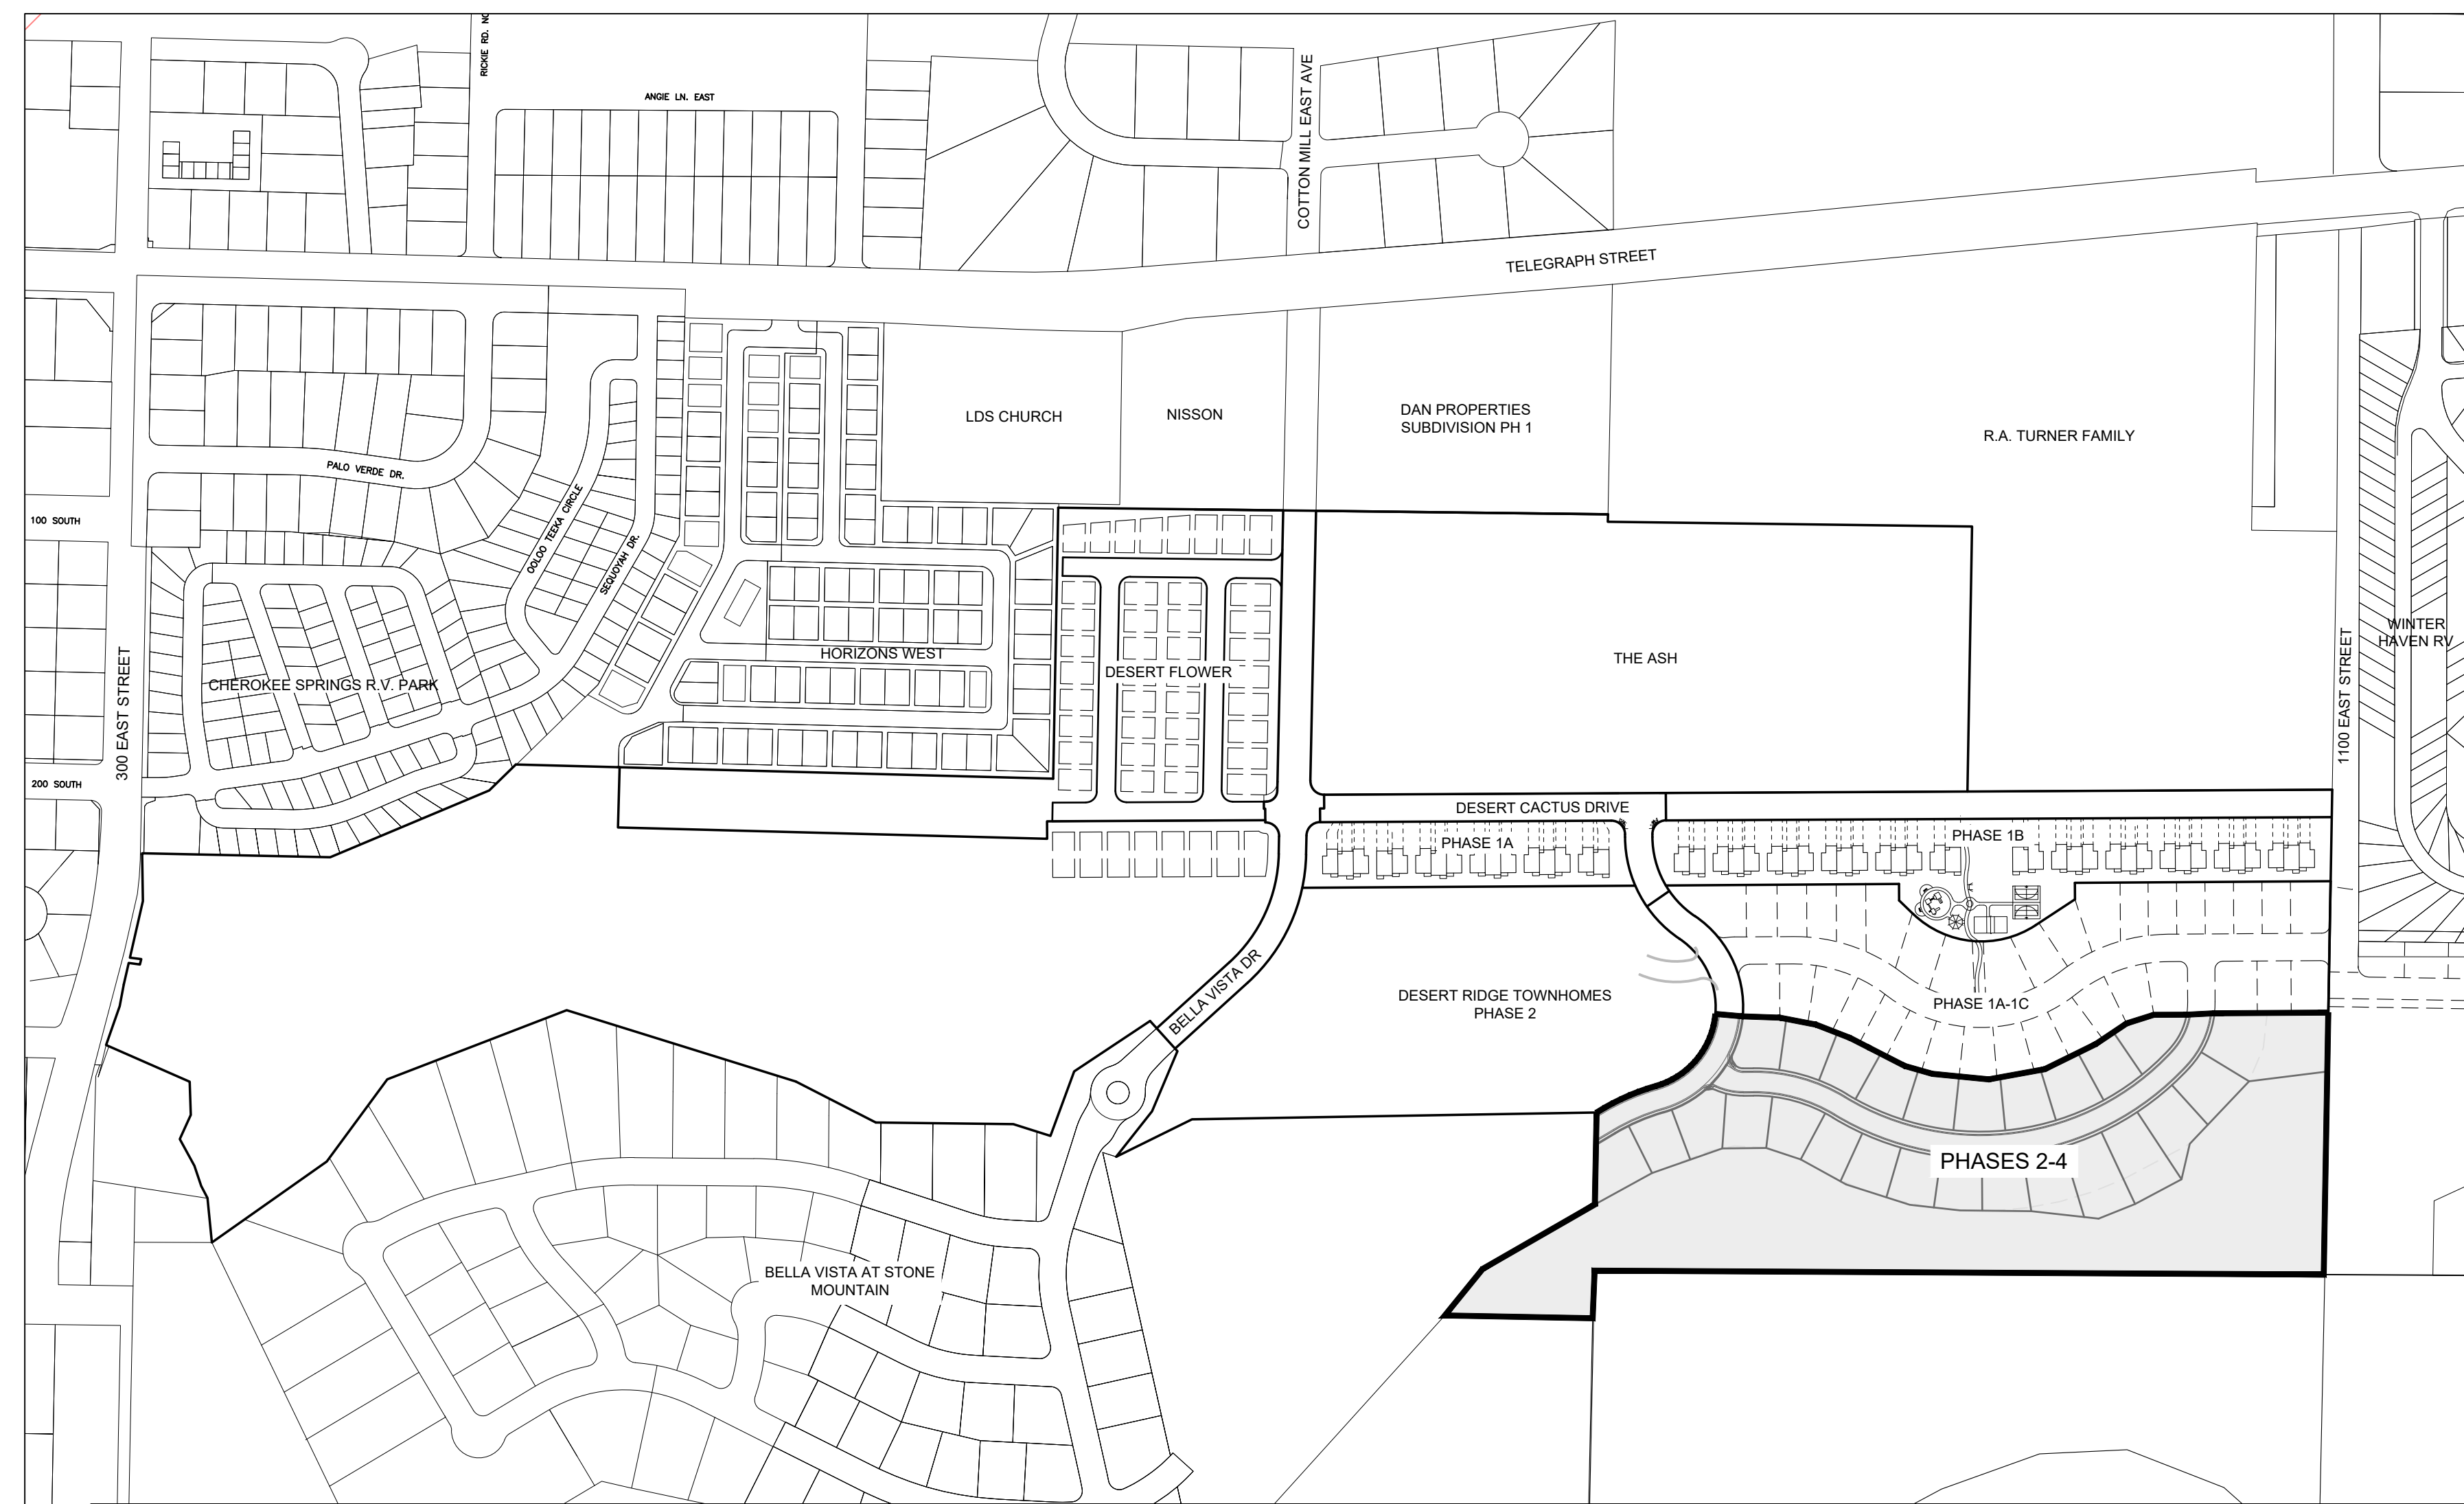 RICKIE RD. NO
ANGIE LN. EAST
COTTON MILL EAST AVE
TELEGRAPH STREET
LDS CHURCH
NISSON
DAN PROPERTIES
SUBDIVISION PH 1
R.A. TURNER FAMILY
PALO VERDE DR.
100 SOUTH
OOLOO TEEKA CIRCLE
SEQUOYAH DR.
300 EAST STREET
CHEROKEE SPRINGS R.V. PARK
HORIZONS WEST
DESERT FLOWER
THE ASH
1100 EAST STREET
WINTER
HAVEN RV
200 SOUTH
DESERT CACTUS DRIVE
PHASE 1A
PHASE 1B
BELLA VISTA DR
DESERT RIDGE TOWNHOMES
PHASE 2
PHASE 1A-1C
PHASES 2-4
BELLA VISTA AT STONE
MOUNTAIN